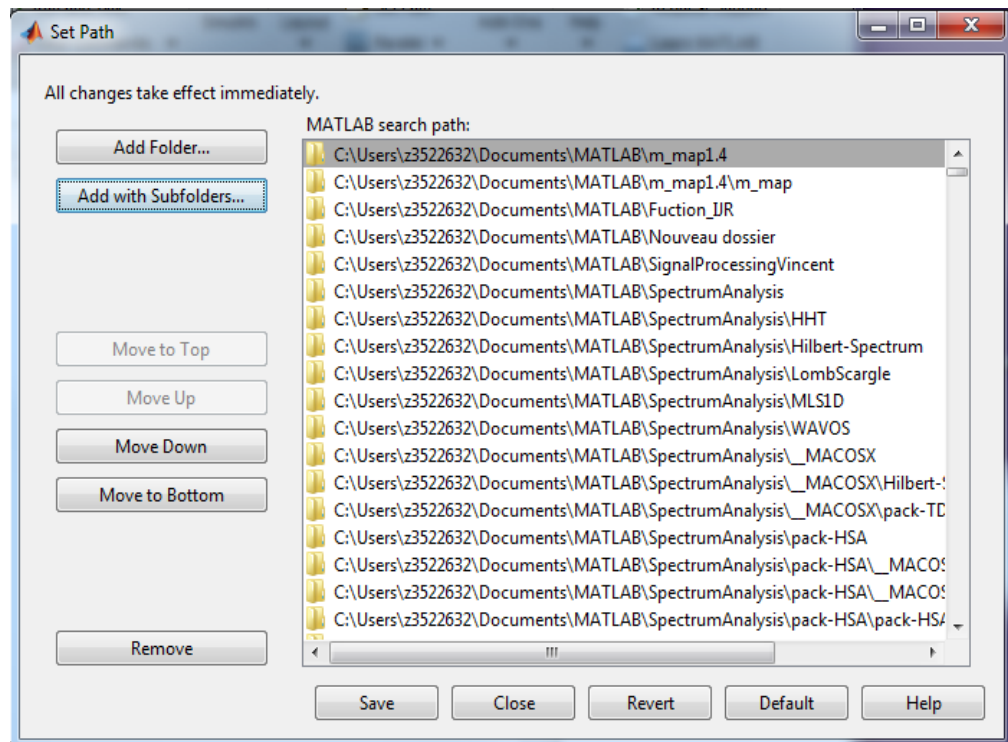 Set Path
All changes take effect immediately.
Add Folder...
Add with Subfolders...
Move to Top
Move Up
Move Down
Move to Bottom
Remove
MATLAB search path:
C:\Users\z3522632\Documents\MATLAB\m_map1.4
C:\Users\z3522632\Documents\MATLAB\m_map1.4\m_map
C:\Users\z3522632\Documents\MATLAB\Fuction_IJR
C:\Users\z3522632\Documents\MATLAB\Nouveau dossier
C:\Users\z3522632\Documents\MATLAB\SignalProcessingVincent
C:\Users\z3522632\Documents\MATLAB\SpectrumAnalysis
C:\Users\z3522632\Documents\MATLAB\SpectrumAnalysis\HHT
C:\Users\z3522632\Documents\MATLAB\SpectrumAnalysis\Hilbert-Spectrum
C:\Users\z3522632\Documents\MATLAB\SpectrumAnalysis\LombScargle
C:\Users\z3522632\Documents\MATLAB\SpectrumAnalysis\MLS1D
C:\Users\z3522632\Documents\MATLAB\SpectrumAnalysis\WAVOS
C:\Users\z3522632\Documents\MATLAB\SpectrumAnalysis\__MACOSX
C:\Users\z3522632\Documents\MATLAB\SpectrumAnalysis\__MACOSX\Hilbert-
C:\Users\z3522632\Documents\MATLAB\SpectrumAnalysis\__MACOSX\pack-TD
C:\Users\z3522632\Documents\MATLAB\SpectrumAnalysis\pack-HSA
C:\Users\z3522632\Documents\MATLAB\SpectrumAnalysis\pack-HSA\__MACOS
C:\Users\z3522632\Documents\MATLAB\SpectrumAnalysis\pack-HSA\__MACOS
C:\Users\z3522632\Documents\MATLAB\SpectrumAnalysis\pack-HSA\pack-HSA
Save
Close
Revert
Default
Help